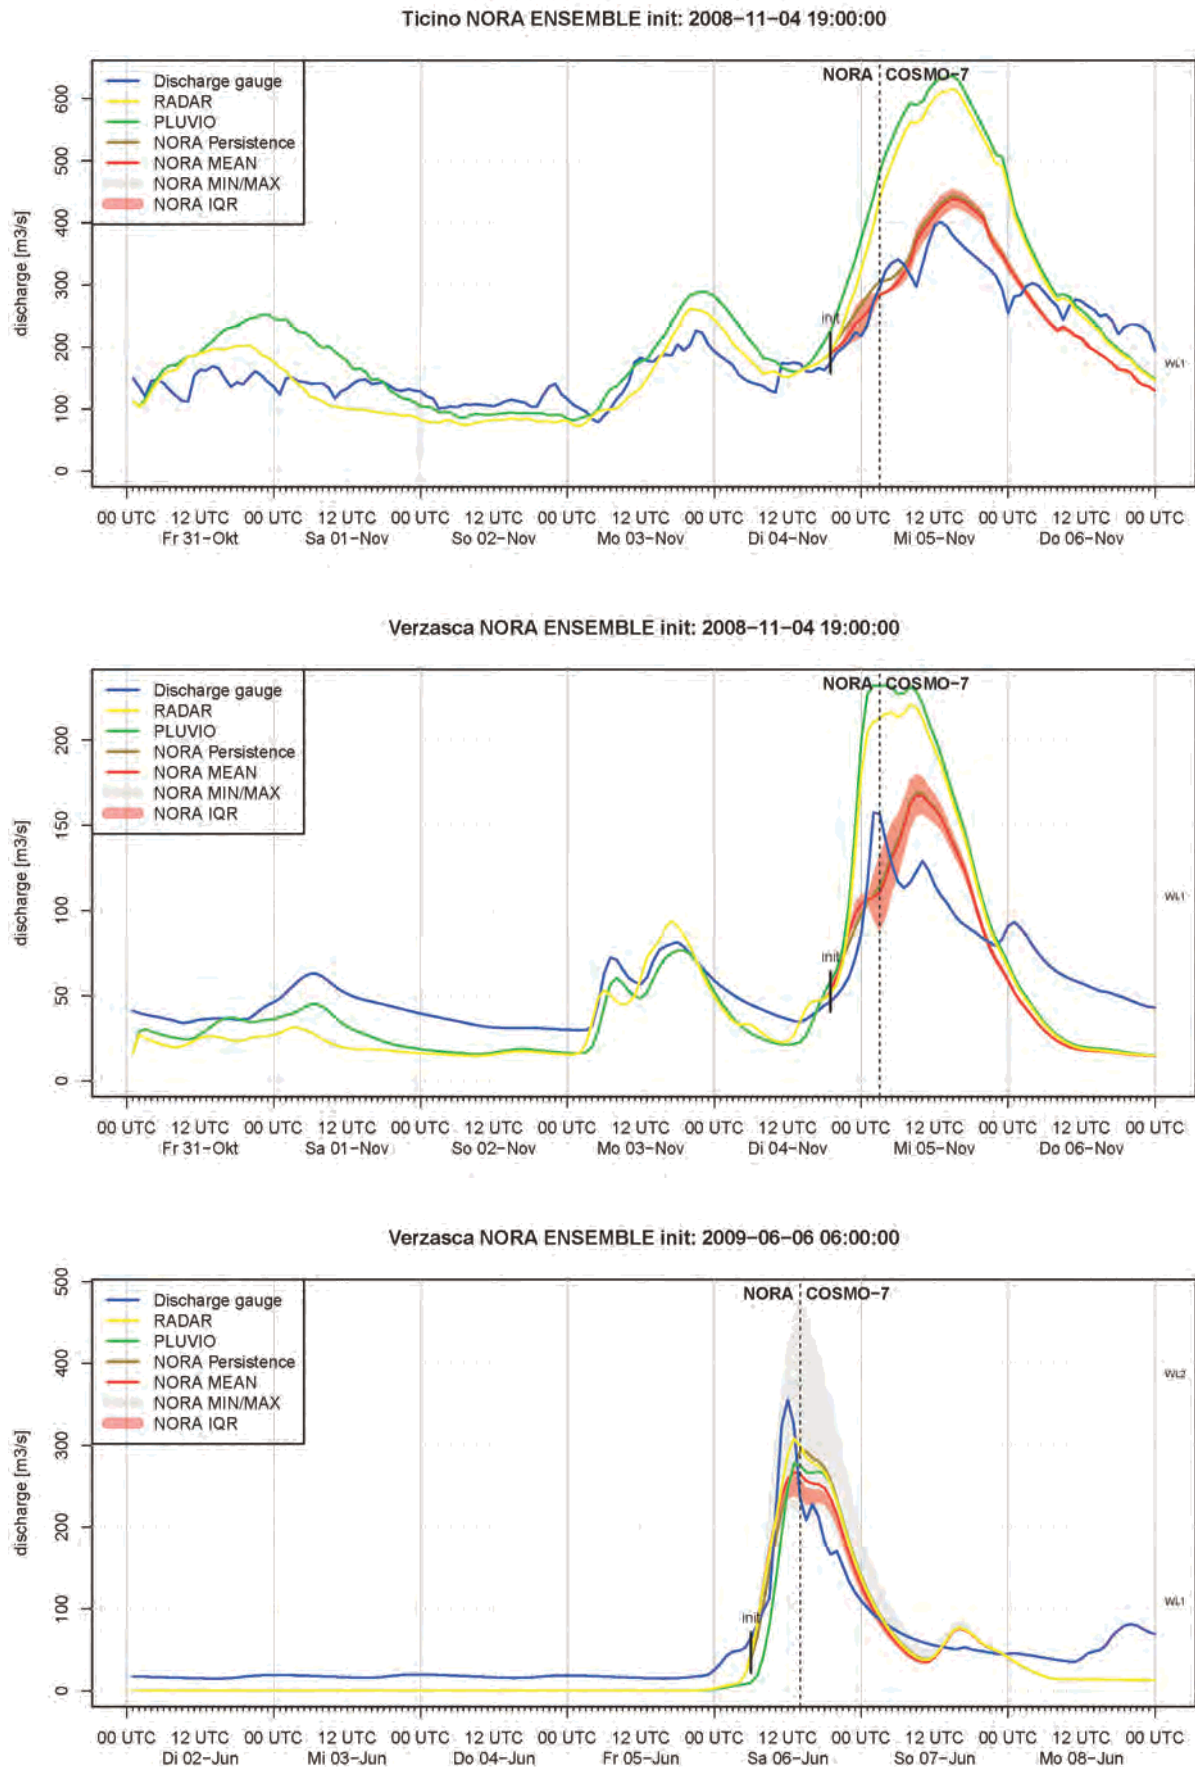 Ticino NORA ENSEMBLE init: 2008−11−04 19:00:00
Discharge gauge
RADAR
PLUVIO
NORA Persistence
NORA MEAN
NORA MIN/MAX
NORA IQR
NORA COSMO−7
init
WL1
discharge [m3/s]
600
500
400
300
200
100
0
00 UTC 12 UTC 00 UTC 12 UTC 00 UTC 12 UTC 00 UTC 12 UTC 00 UTC 12 UTC 00 UTC 12 UTC 00 UTC 12 UTC 00 UTC
Fr 31−Okt Sa 01−Nov So 02−Nov Mo 03−Nov Di 04−Nov Mi 05−Nov Do 06−Nov
Verzasca NORA ENSEMBLE init: 2008−11−04 19:00:00
Discharge gauge
RADAR
PLUVIO
NORA Persistence
NORA MEAN
NORA MIN/MAX
NORA IQR
NORA COSMO−7
init
WL1
discharge [m3/s]
200
150
100
50
0
00 UTC 12 UTC 00 UTC 12 UTC 00 UTC 12 UTC 00 UTC 12 UTC 00 UTC 12 UTC 00 UTC 12 UTC 00 UTC 12 UTC 00 UTC
Fr 31−Okt Sa 01−Nov So 02−Nov Mo 03−Nov Di 04−Nov Mi 05−Nov Do 06−Nov
Verzasca NORA ENSEMBLE init: 2009−06−06 06:00:00
Discharge gauge
RADAR
PLUVIO
NORA Persistence
NORA MEAN
NORA MIN/MAX
NORA IQR
NORA COSMO−7
init
WL2
WL1
discharge [m3/s]
500
400
300
200
100
0
00 UTC 12 UTC 00 UTC 12 UTC 00 UTC 12 UTC 00 UTC 12 UTC 00 UTC 12 UTC 00 UTC 12 UTC 00 UTC 12 UTC 00 UTC
Di 02−Jun Mi 03−Jun Do 04−Jun Fr 05−Jun Sa 06−Jun So 07−Jun Mo 08−Jun